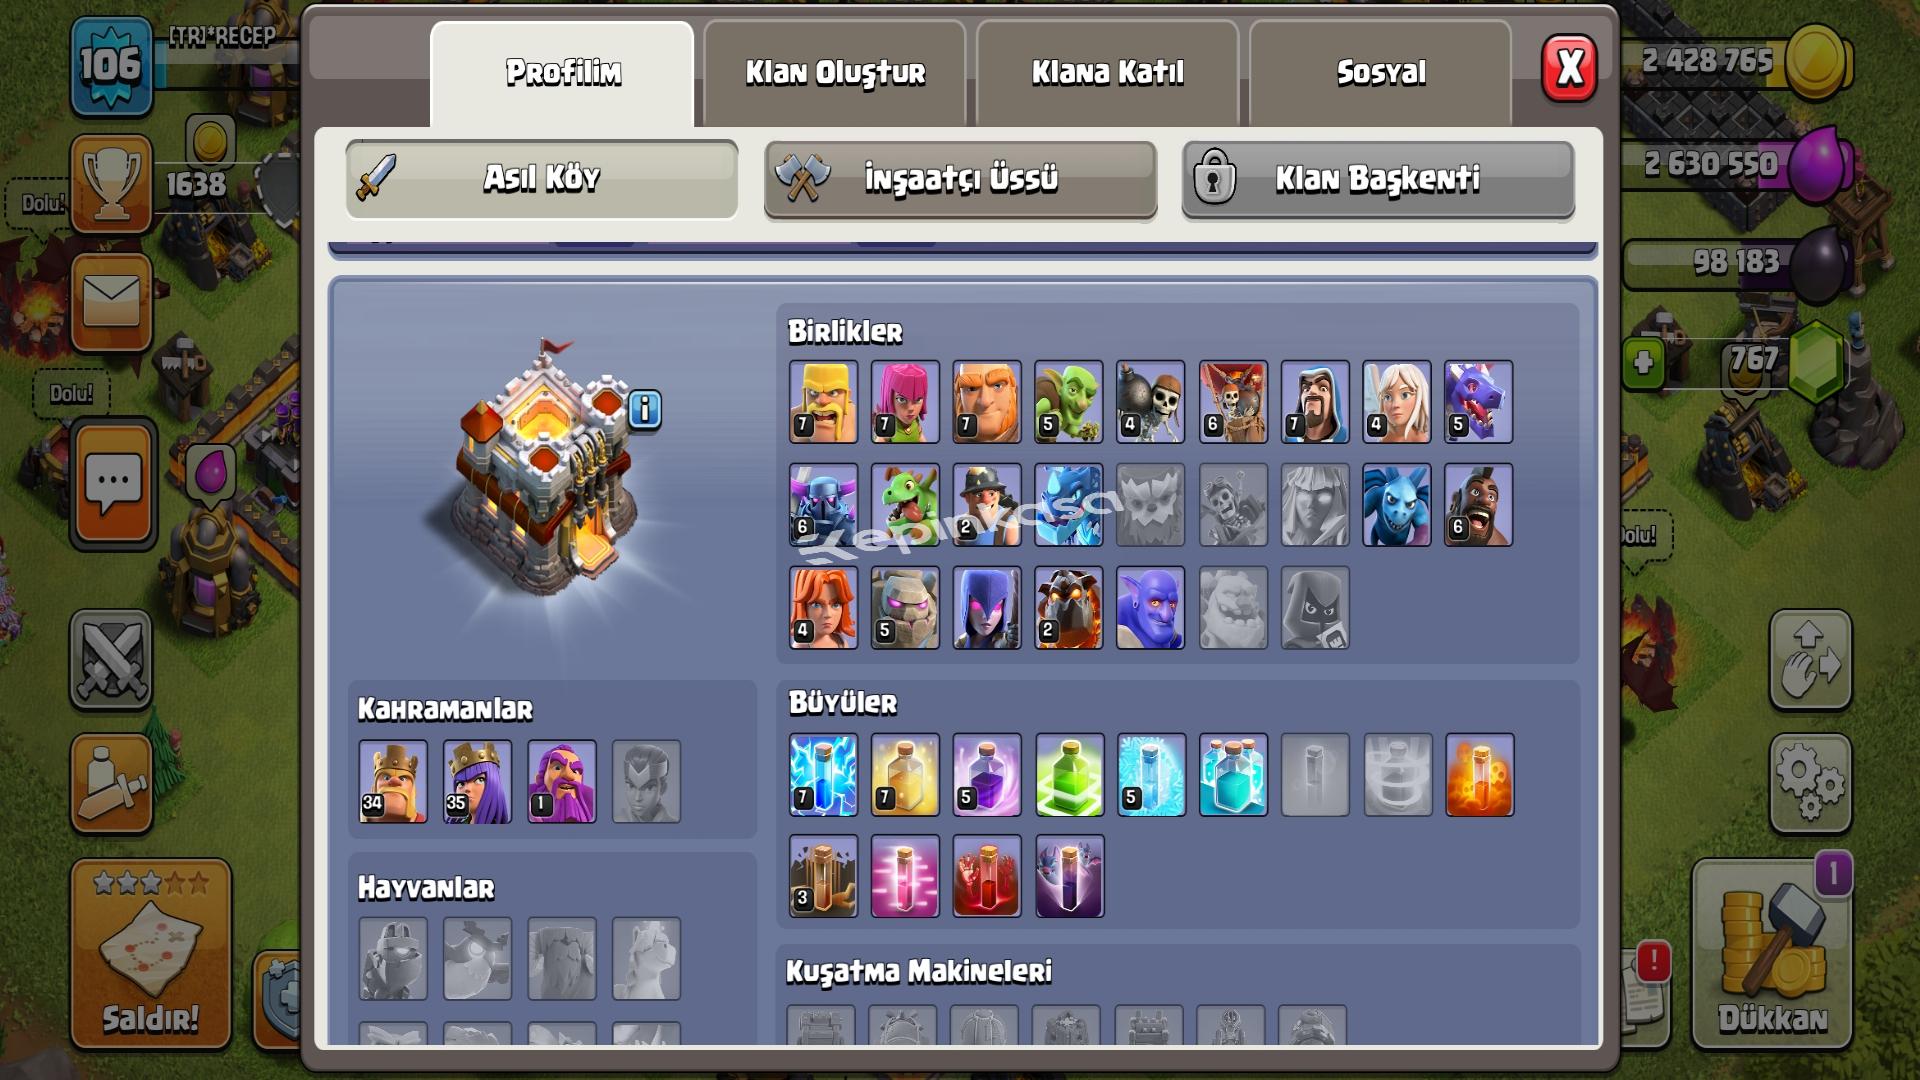 106
[TR]*RECEP
Profilim
Klan Oluştur
Klana Katıl
Sosyal
X
2 428 765
1638
Dolu!
Asıl Köy
İnşaatçı Üssü
Klan Başkenti
2 630 550
98 183
767
Dolu!
Birlikler
7 7 7 5 4 6 7 4 5
6 2 6
4 5 2
epinkasa
Dolu!
Kahramanlar
34 35 1
Hayvanlar
Büyüler
7 7 5 5
3
Kuşatma Makineleri
Saldır!
1
!
Dükkan